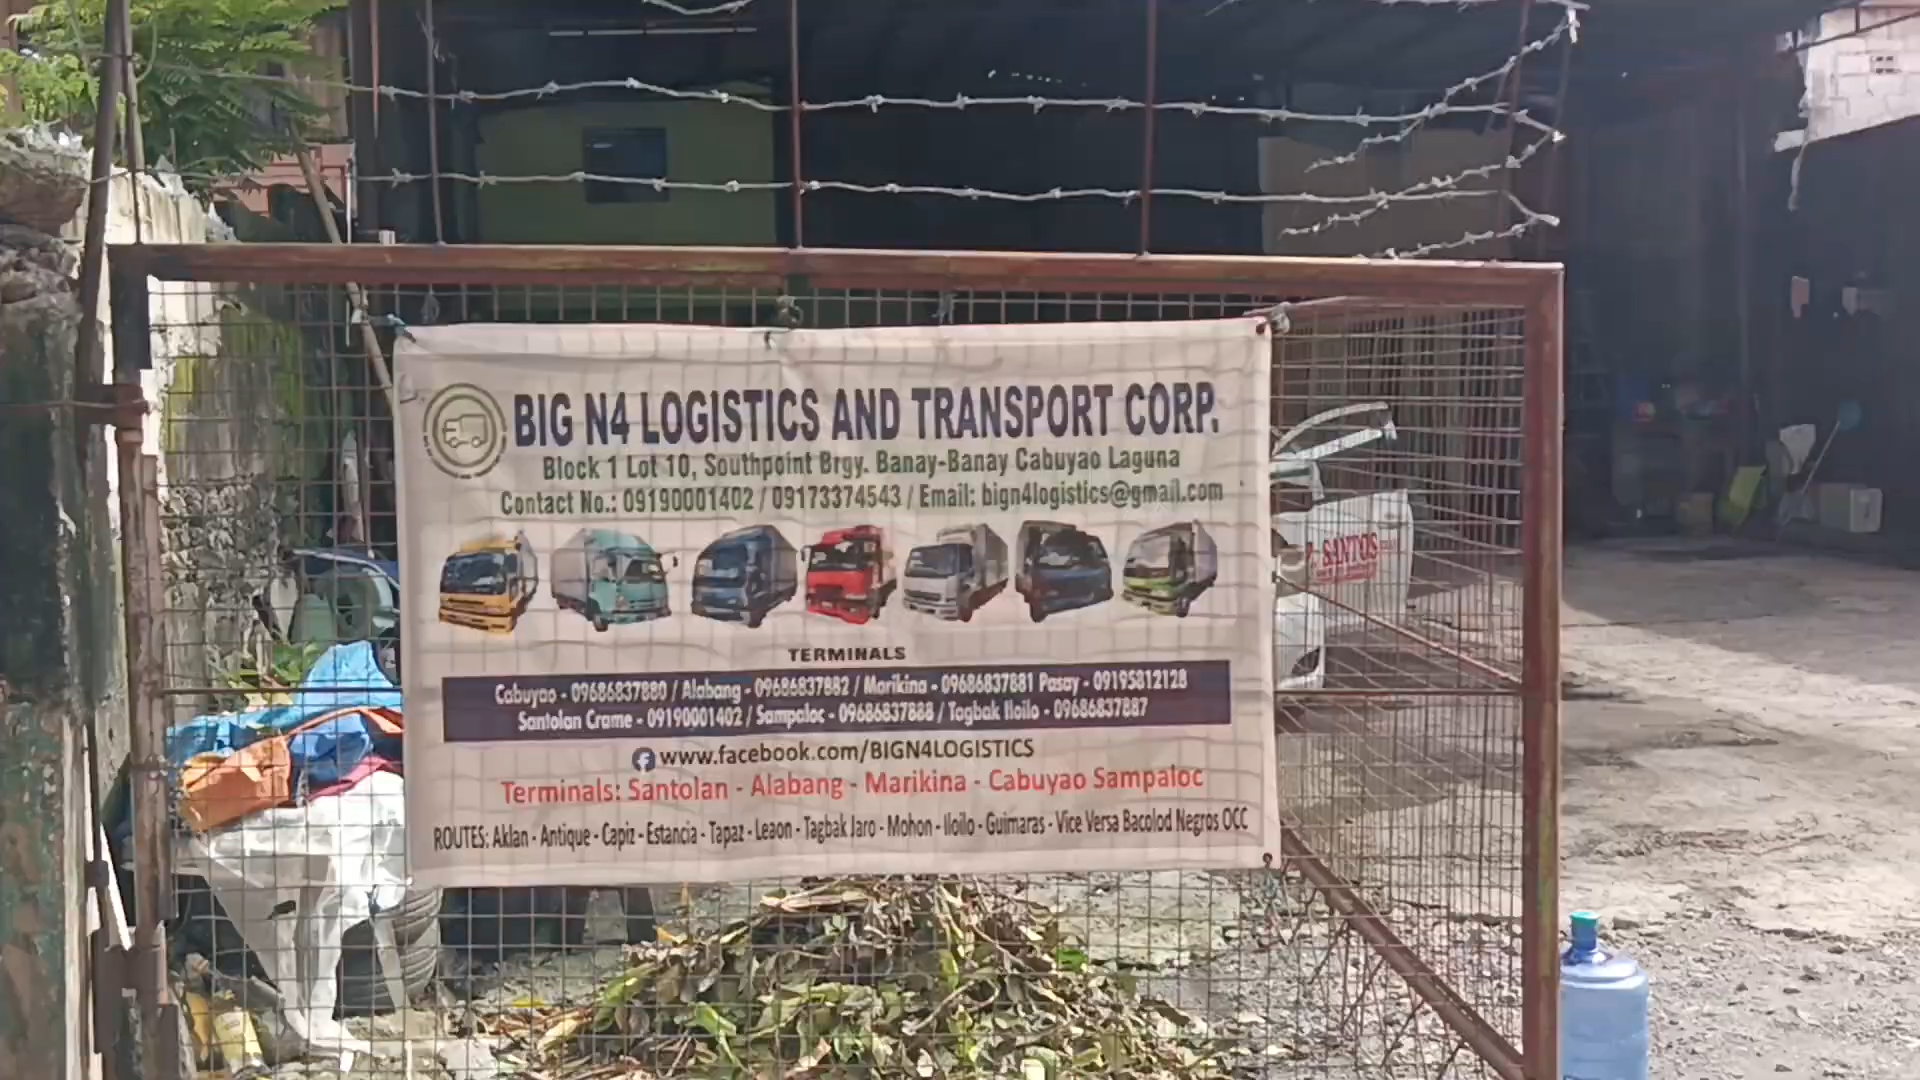 BIG N4 LOGISTICS AND TRANSPORT CORP.
Block 1 Lot 10, Southpoint Brgy. Banay-Banay Cabuyao Laguna
Contact No.: 09190001402 / 09173374543 / Email: bign4logistics@gmail.com
TERMINALS
Cabuyao - 09686837880 / Alabang - 09686837882 / Marikina - 09686837881 Pasay - 09195812128
Santolan Crame - 09190001402 / Sampaloc - 09686837888 / Tagbak Iloilo - 09686837887
www.facebook.com/BIGN4LOGISTICS
Terminals: Santolan - Alabang - Marikina - Cabuyao Sampaloc
ROUTES: Aklan - Antique - Capiz - Estancia - Tapaz - Leaon - Tagbak Jaro - Mohon - Iloilo - Guimaras - Vice Versa Bacolod Negros OCC
SANTOS